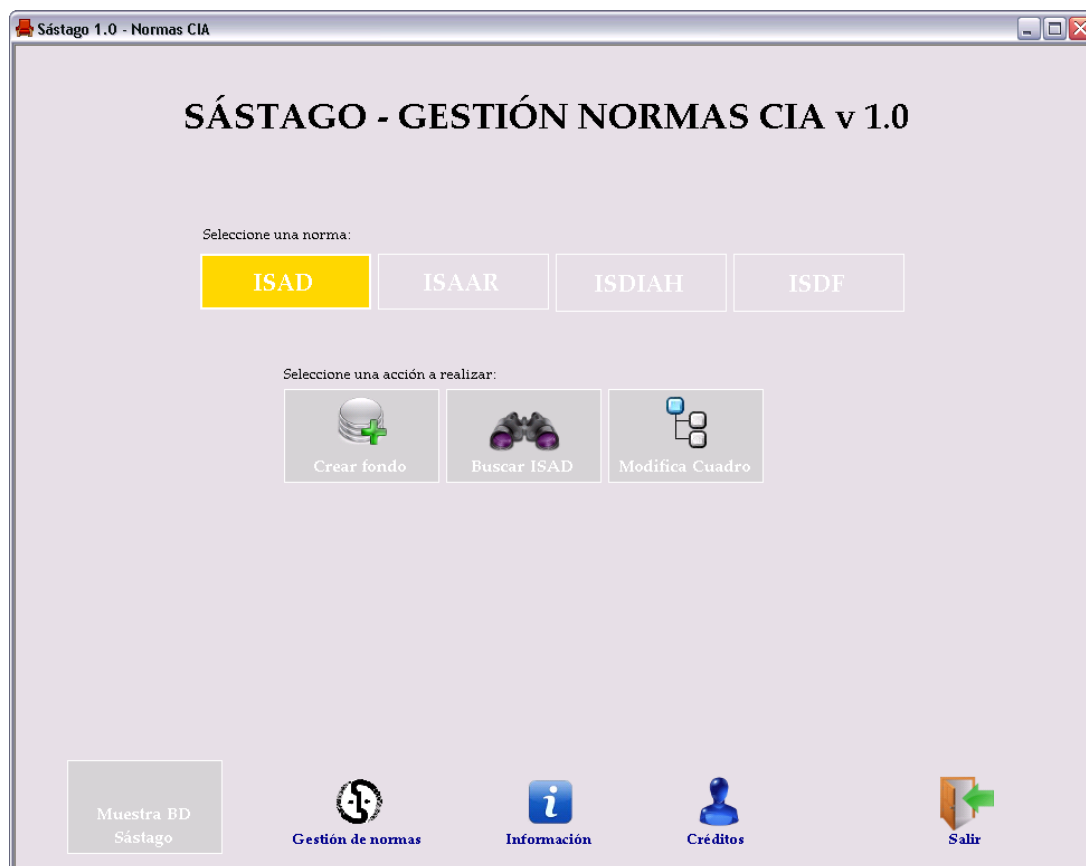 Sástago 1.0 - Normas CIA
SÁSTAGO - GESTIÓN NORMAS CIA v 1.0
Seleccione una norma:
ISAD
ISAAR
ISDIAH
ISDF
Seleccione una acción a realizar:
Crear fondo
Buscar ISAD
Modifica Cuadro
Muestra BD
Sástago
Gestión de normas
Información
Créditos
Salir